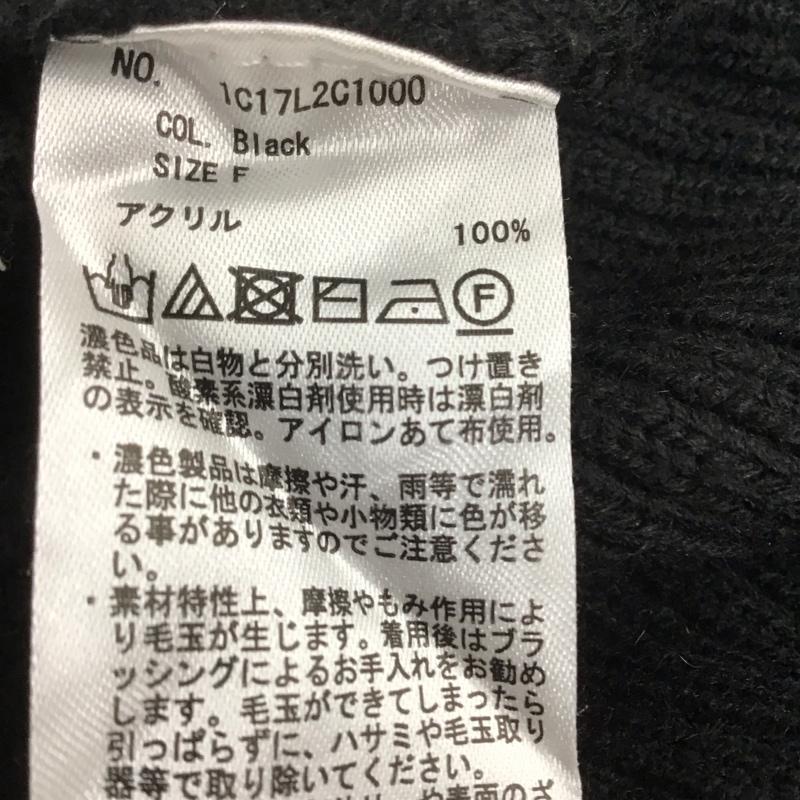 NO. 1C17L2C1000
COL. Black
SIZE F
アクリル 100%
F
濃色品は白物と分別洗い。つけ置き
禁止。酸素系漂白剤使用時は漂白剤
の表示を確認。アイロンあて布使用。
・濃色製品は摩擦や汗、雨等で濡れ
た際に他の衣類や小物類に色が移
る事がありますのでご注意くださ
い。
・素材特性上、摩擦やもみ作用によ
り毛玉が生じます。着用後はブラ
ッシングによるお手入れをお勧め
します。毛玉ができてしまったら
引っぱらずに、ハサミや毛玉取り
器等で取り除いてください。
や表面のざ